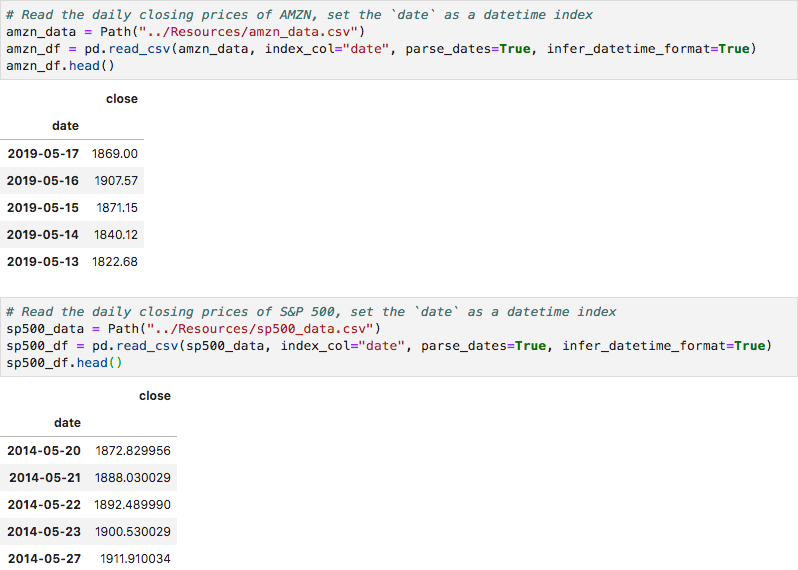 # Read the daily closing prices of AMZN, set the `date` as a datetime index
amzn_data = Path("../Resources/amzn_data.csv")
amzn_df = pd.read_csv(amzn_data, index_col="date", parse_dates=True, infer_datetime_format=True)
amzn_df.head()
close
date
2019-05-17 1869.00
2019-05-16 1907.57
2019-05-15 1871.15
2019-05-14 1840.12
2019-05-13 1822.68
# Read the daily closing prices of S&P 500, set the `date` as a datetime index
sp500_data = Path("../Resources/sp500_data.csv")
sp500_df = pd.read_csv(sp500_data, index_col="date", parse_dates=True, infer_datetime_format=True)
sp500_df.head()
close
date
2014-05-20 1872.829956
2014-05-21 1888.030029
2014-05-22 1892.489990
2014-05-23 1900.530029
2014-05-27 1911.910034